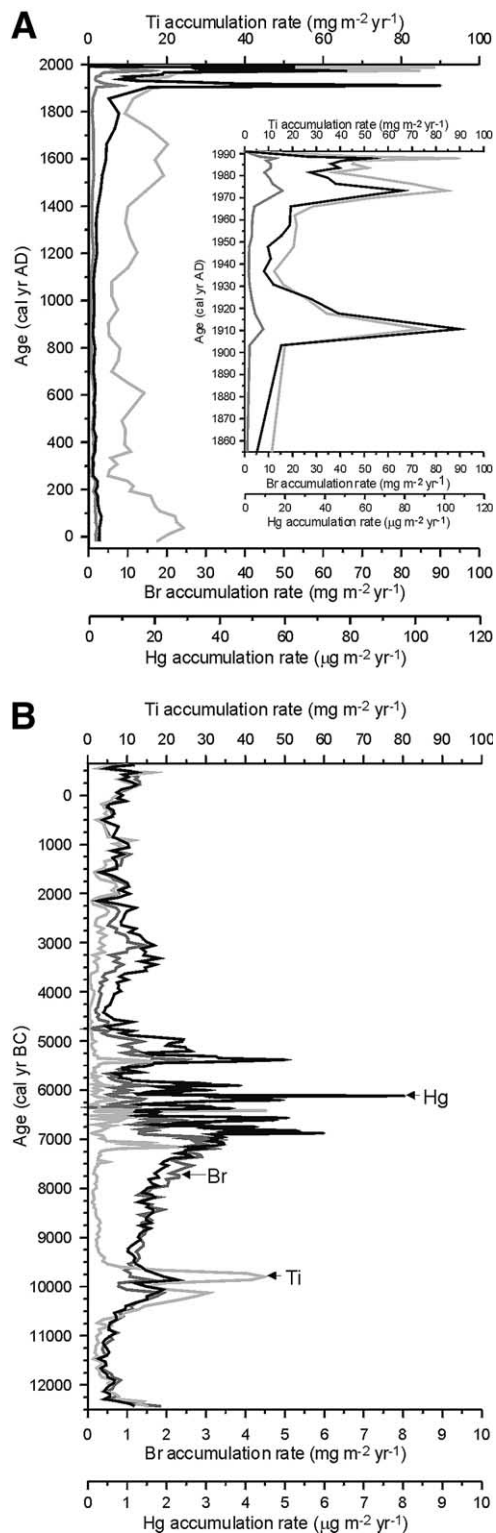 A
Ti accumulation rate (mg m-2 yr-1)
0 20 40 60 80 100
2000
1800
1600
1400
1200
1000
800
600
400
200
0
Age (cal yr AD)
0 10 20 30 40 50 60 70 80 90 100
Br accumulation rate (mg m-2 yr-1)
0 20 40 60 80 100 120
Hg accumulation rate (µg m-2 yr-1)
Ti accumulation rate (mg m-2 yr-1)
0 10 20 30 40 50 60 70 80 90 100
1990
1980
1970
1960
1950
1940
1930
1920
1910
1900
1890
1880
1870
1860
Age (cal yr AD)
0 10 20 30 40 50 60 70 80 90 100
Br accumulation rate (mg m-2 yr-1)
0 20 40 60 80 100 120
Hg accumulation rate (µg m-2 yr-1)
B
Ti accumulation rate (mg m-2 yr-1)
0 10 20 30 40 50 60 70 80 100
0
1000
2000
3000
4000
5000
6000
7000
8000
9000
10000
11000
12000
Age (cal yr BC)
Hg
Br
Ti
0 1 2 3 4 5 6 7 8 9 10
Br accumulation rate (mg m-2 yr-1)
0 1 2 3 4 5 6 7 8 9 10
Hg accumulation rate (µg m-2 yr-1)